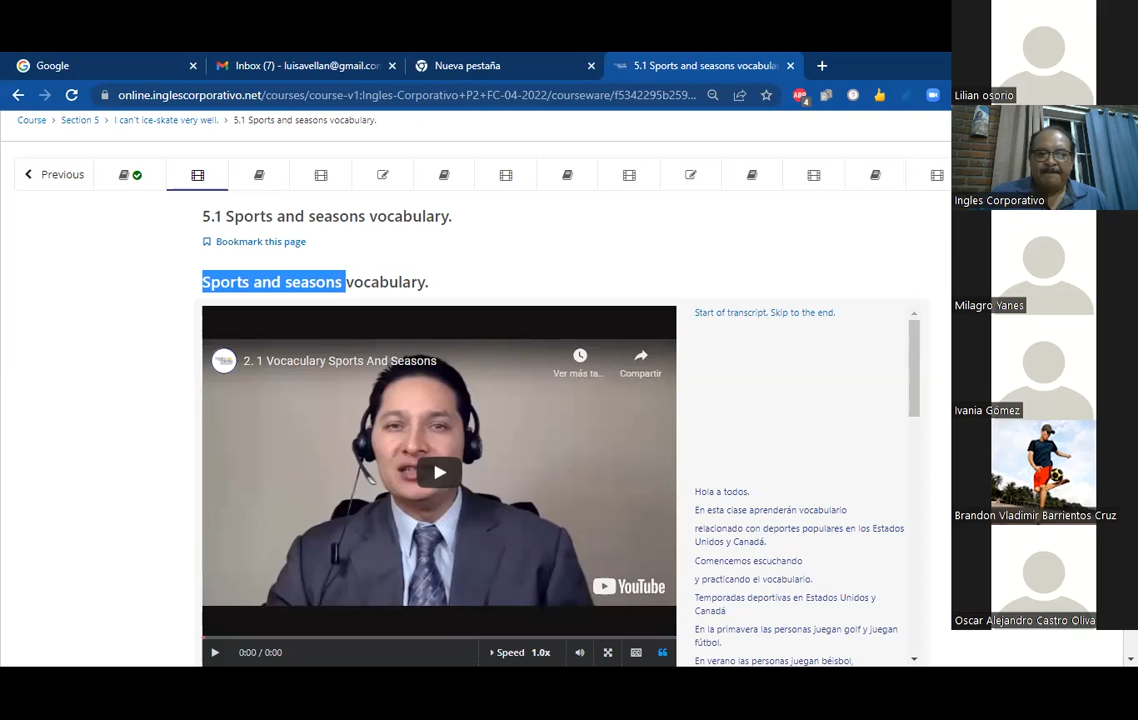 Google
Inbox (7) - luisavellan@gmail.con
Nueva pestaña
5.1 Sports and seasons vocabula
online.inglescorporativo.net/courses/course-v1:Ingles-Corporativo+P2+FC-04-2022/courseware/f5342295b259...
4
Course > Section 5 > I can't ice-skate very well. > 5.1 Sports and seasons vocabulary.
Previous
5.1 Sports and seasons vocabulary.
Bookmark this page
Sports and seasons vocabulary.
2. 1 Vocaculary Sports And Seasons
Ver más ta...
Compartir
YouTube
0:00 / 0:00
Speed 1.0x
Start of transcript. Skip to the end.
Hola a todos.
En esta clase aprenderán vocabulario
relacionado con deportes populares en los Estados
Unidos y Canadá.
Comencemos escuchando
y practicando el vocabulario.
Temporadas deportivas en Estados Unidos y
Canadá
En la primavera las personas juegan golf y juegan
fútbol.
En verano las personas juegan béisbol,
Lilian osorio
Ingles Corporativo
Milagro Yanes
Ivania Gómez
Brandon Vladimir Barrientos Cruz
Oscar Alejandro Castro Oliva